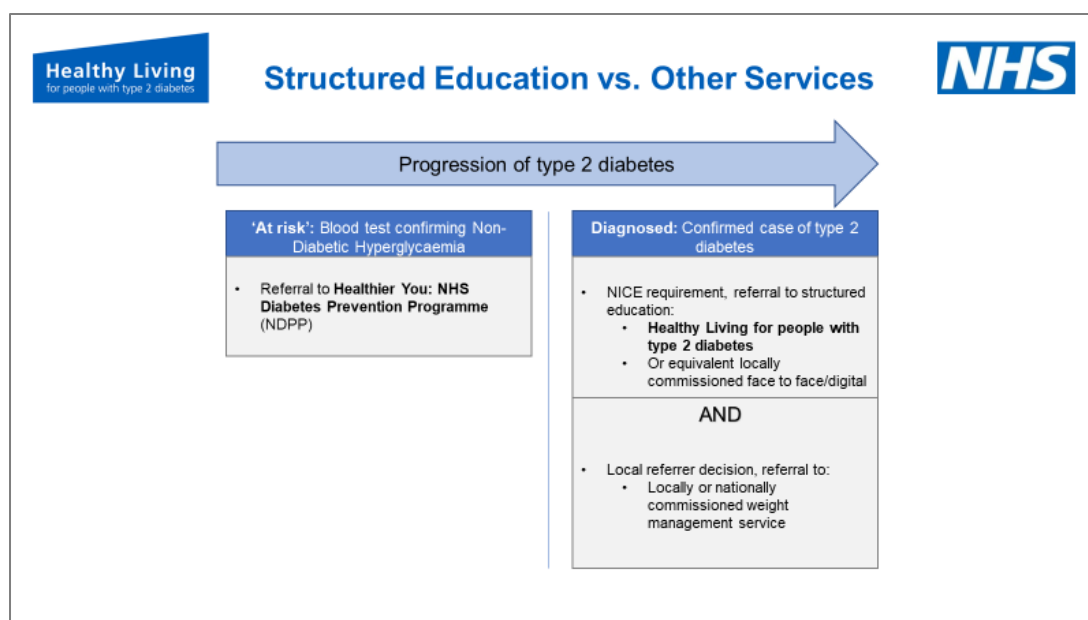 Healthy Living
for people with type 2 diabetes
Structured Education vs. Other Services
NHS
Progression of type 2 diabetes
‘At risk’: Blood test confirming Non-
Diabetic Hyperglycaemia
• Referral to Healthier You: NHS
Diabetes Prevention Programme
(NDPP)
Diagnosed: Confirmed case of type 2
diabetes
• NICE requirement, referral to structured
education:
• Healthy Living for people with
type 2 diabetes
• Or equivalent locally
commissioned face to face/digital
AND
• Local referrer decision, referral to:
• Locally or nationally
commissioned weight
management service